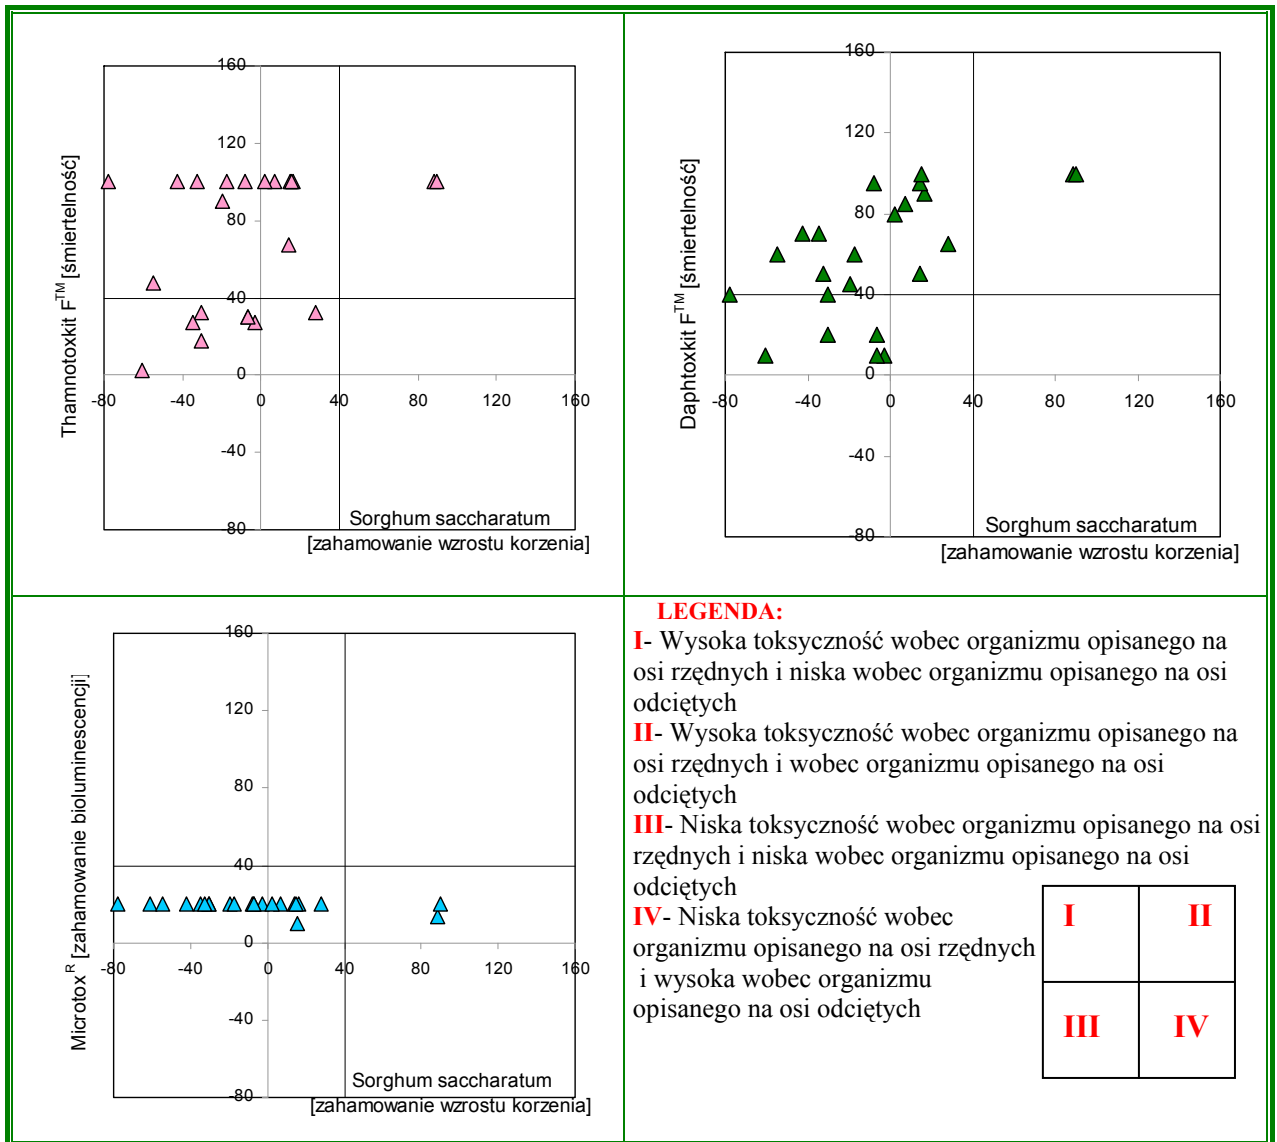 160
120
80
40
0
-80
-40
0
40
80
120
160
-40
-80
Thamnotoxkit F™ [śmiertelność]
Sorghum saccharatum
[zahamowanie wzrostu korzenia]
160
120
80
40
0
-80
-40
0
40
80
120
160
-40
-80
Daphtoxkit F™ [śmiertelność]
Sorghum saccharatum
[zahamowanie wzrostu korzenia]
160
120
80
40
0
-80
-40
0
40
80
120
160
-40
-80
Microtox R [zahamowanie bioluminescencji]
Sorghum saccharatum
[zahamowanie wzrostu korzenia]
LEGENDA:
I- Wysoka toksyczność wobec organizmu opisanego na
osi rzędnych i niska wobec organizmu opisanego na osi
odciętych
II- Wysoka toksyczność wobec organizmu opisanego na
osi rzędnych i wobec organizmu opisanego na osi
odciętych
III- Niska toksyczność wobec organizmu opisanego na osi
rzędnych i niska wobec organizmu opisanego na osi
odciętych
IV- Niska toksyczność wobec
organizmu opisanego na osi rzędnych
i wysoka wobec organizmu
opisanego na osi odciętych
I II
III IV